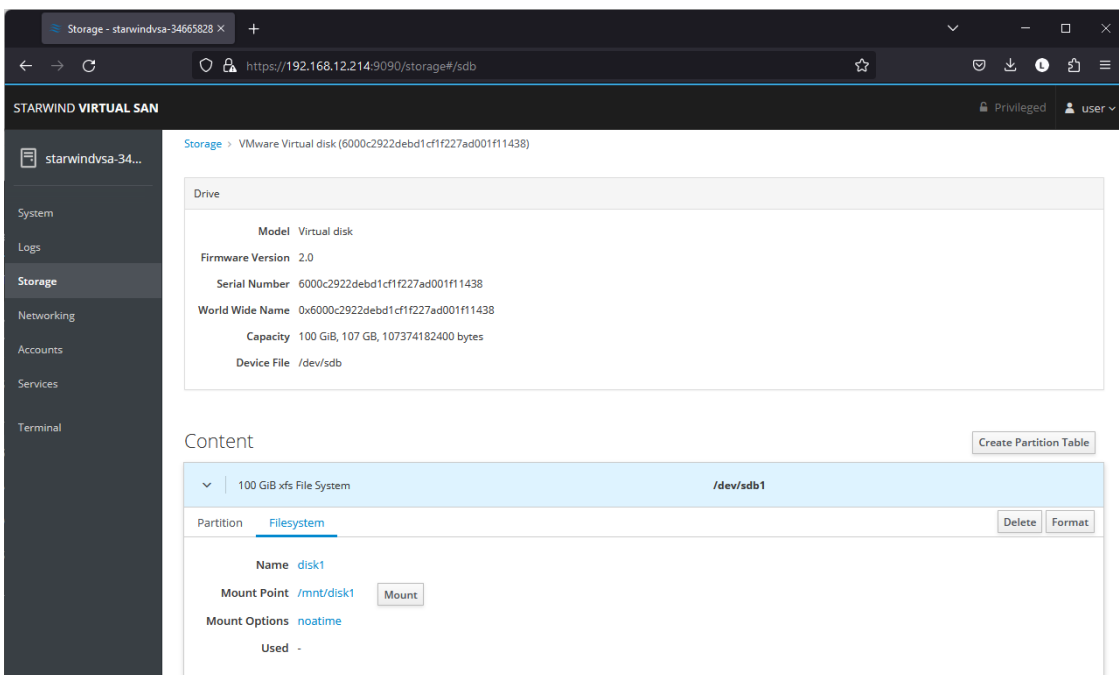 Storage - starwindvsa-34665828
https://192.168.12.214:9090/storage#/sdb
L
STARWIND VIRTUAL SAN
Privileged
user
starwindvsa-34...
System
Logs
Storage
Networking
Accounts
Services
Terminal
Storage > VMware Virtual disk (6000c2922debd1cf1f227ad001f11438)
Drive
Model Virtual disk
Firmware Version 2.0
Serial Number 6000c2922debd1cf1f227ad001f11438
World Wide Name 0x6000c2922debd1cf1f227ad001f11438
Capacity 100 GiB, 107 GB, 107374182400 bytes
Device File /dev/sdb
Content
Create Partition Table
100 GiB xfs File System /dev/sdb1
Partition Filesystem Delete Format
Name disk1
Mount Point /mnt/disk1 Mount
Mount Options noatime
Used -